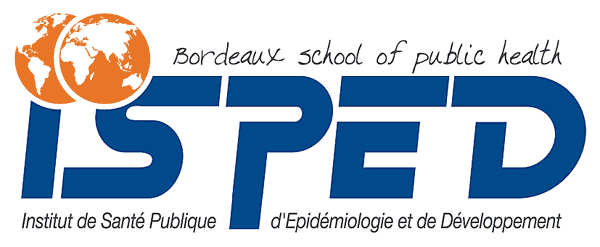 Bordeaux school of public health
ISPED
Institut de Santé Publique d'Epidémiologie et de Développement